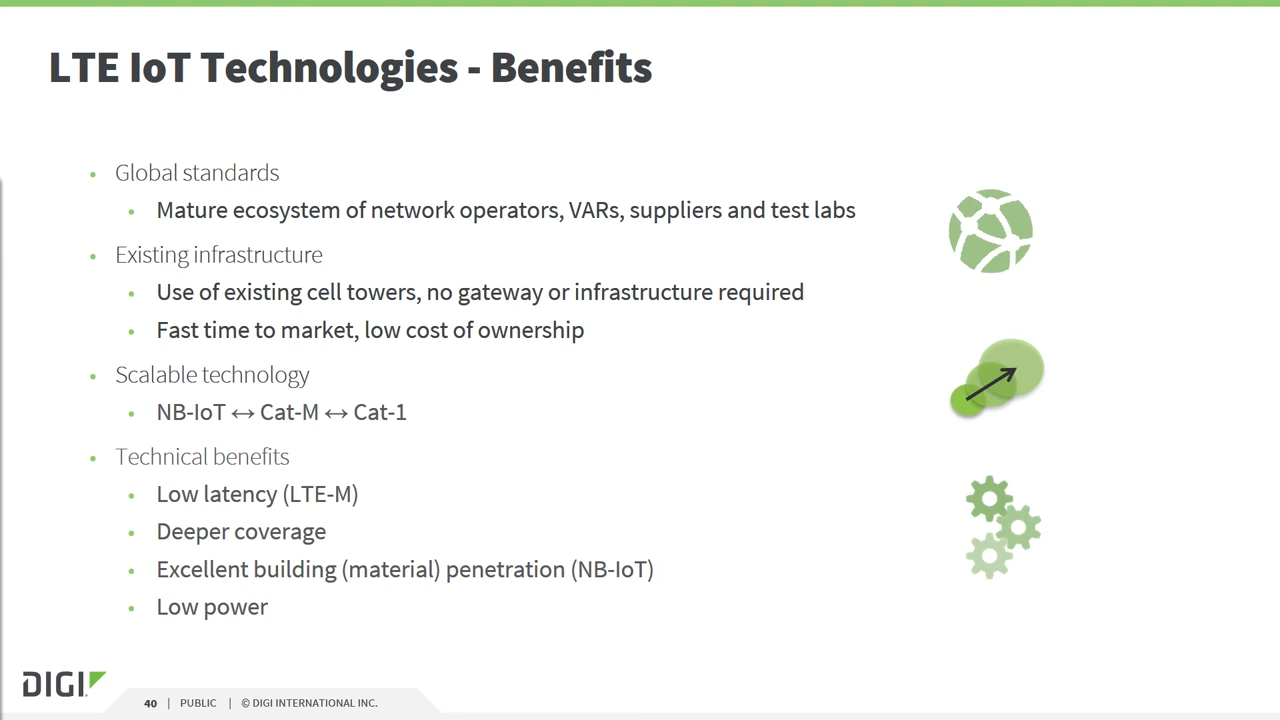 LTE IoT Technologies - Benefits
• Global standards
• Mature ecosystem of network operators, VARs, suppliers and test labs
• Existing infrastructure
• Use of existing cell towers, no gateway or infrastructure required
• Fast time to market, low cost of ownership
• Scalable technology
• NB-IoT ↔ Cat-M ↔ Cat-1
• Technical benefits
• Low latency (LTE-M)
• Deeper coverage
• Excellent building (material) penetration (NB-IoT)
• Low power
DIGI
40 | PUBLIC | © DIGI INTERNATIONAL INC.